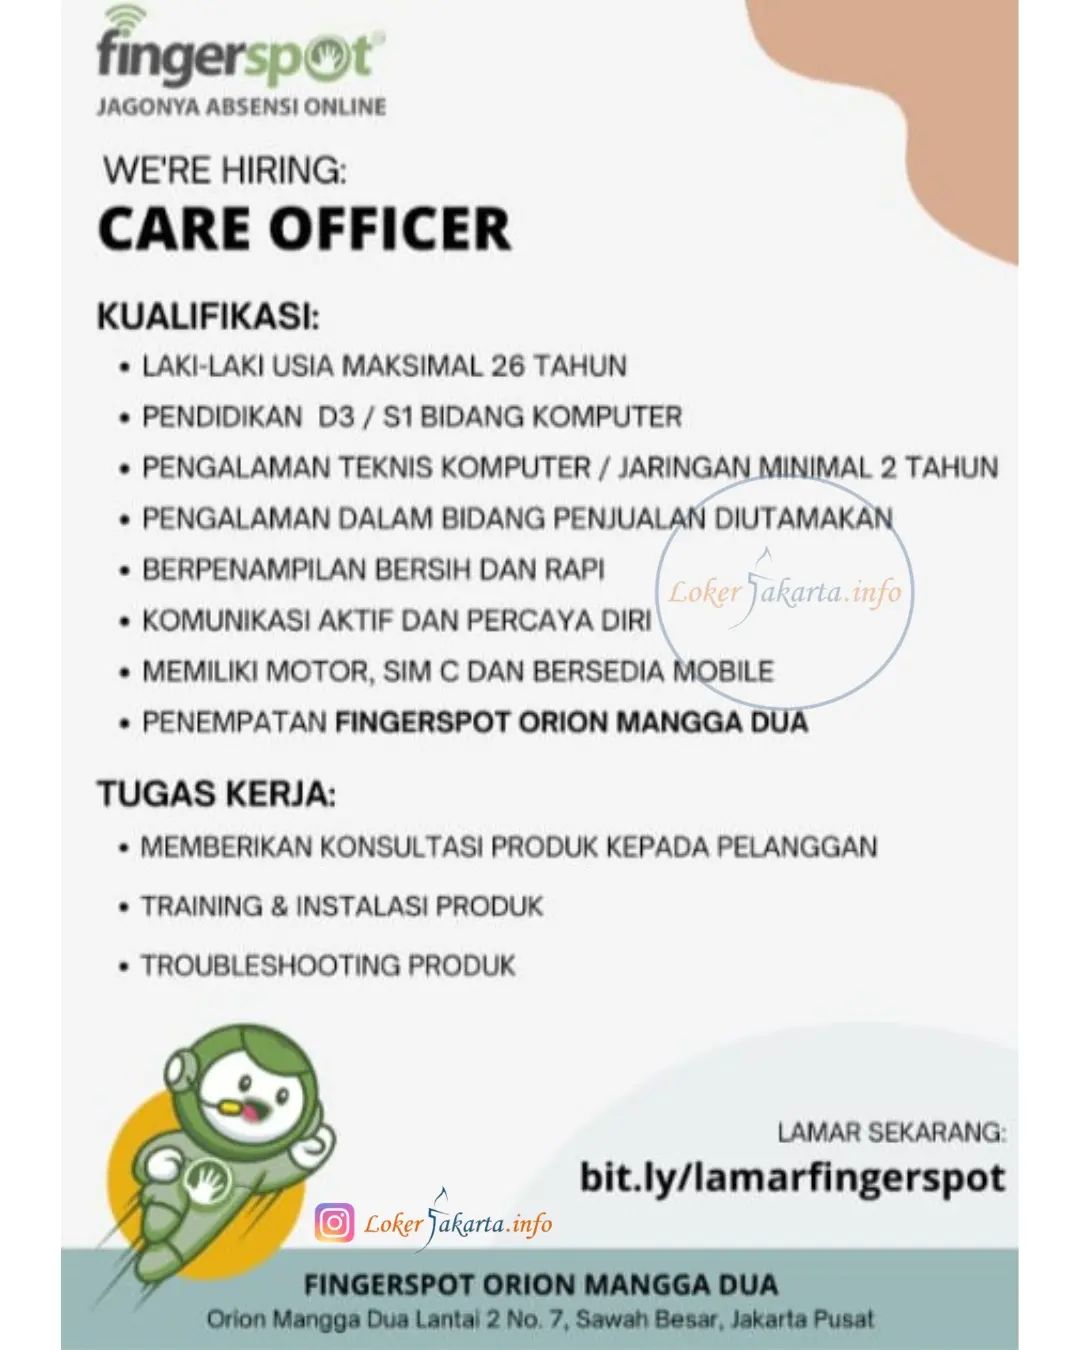 fingerspot
JAGONYA ABSENSI ONLINE
WE'RE HIRING:
CARE OFFICER
KUALIFIKASI:
• LAKI-LAKI USIA MAKSIMAL 26 TAHUN
• PENDIDIKAN D3 / S1 BIDANG KOMPUTER
• PENGALAMAN TEKNIS KOMPUTER / JARINGAN MINIMAL 2 TAHUN
• PENGALAMAN DALAM BIDANG PENJUALAN DIUTAMAKAN
• BERPENAMPILAN BERSIH DAN RAPI
Loker Jakarta.info
• KOMUNIKASI AKTIF DAN PERCAYA DIRI
• MEMILIKI MOTOR, SIM C DAN BERSEDIA MOBILE
• PENEMPATAN FINGERSPOT ORION MANGGA DUA
TUGAS KERJA:
• MEMBERIKAN KONSULTASI PRODUK KEPADA PELANGGAN
• TRAINING & INSTALASI PRODUK
• TROUBLESHOOTING PRODUK
LAMAR SEKARANG:
bit.ly/lamarfingerspot
Loker Jakarta.info
FINGERSPOT ORION MANGGA DUA
Orion Mangga Dua Lantai 2 No. 7, Sawah Besar, Jakarta Pusat